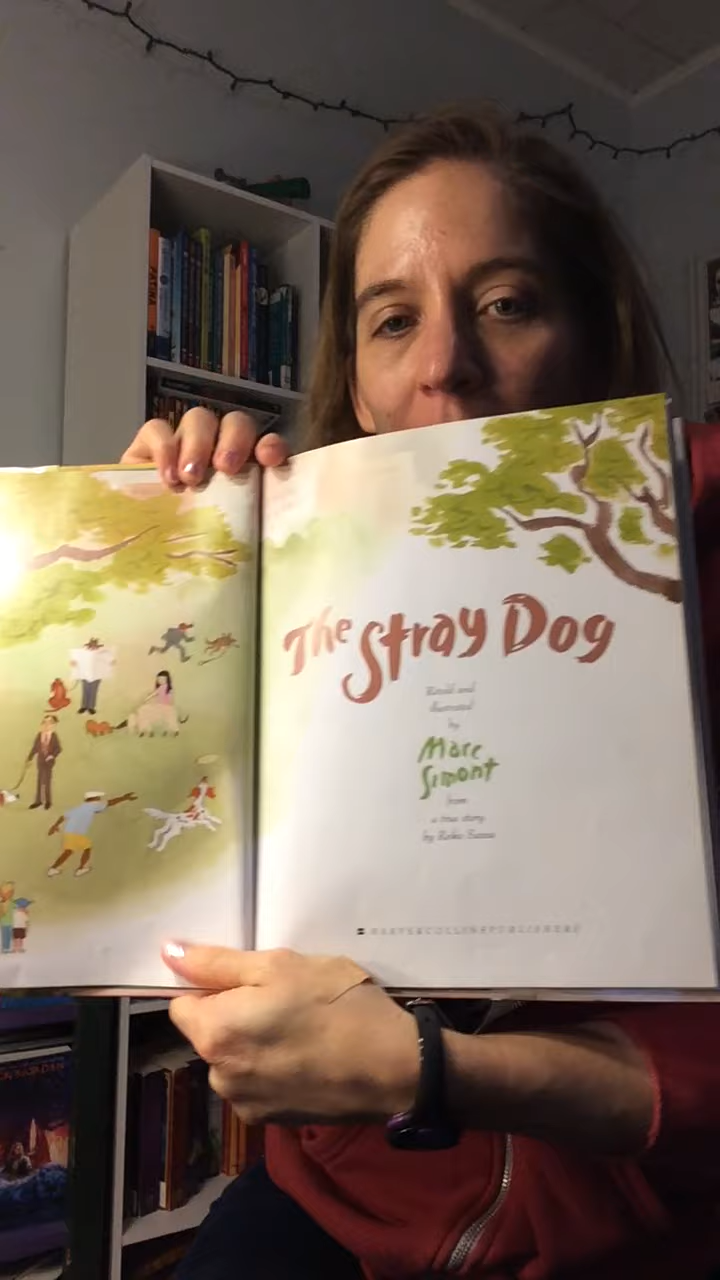 The Stray Dog
Retold and
illustrated
by
Marc
Simont
from
a true story
by Reiko Sassa
HARPERCOLLINSPUBLISHERS